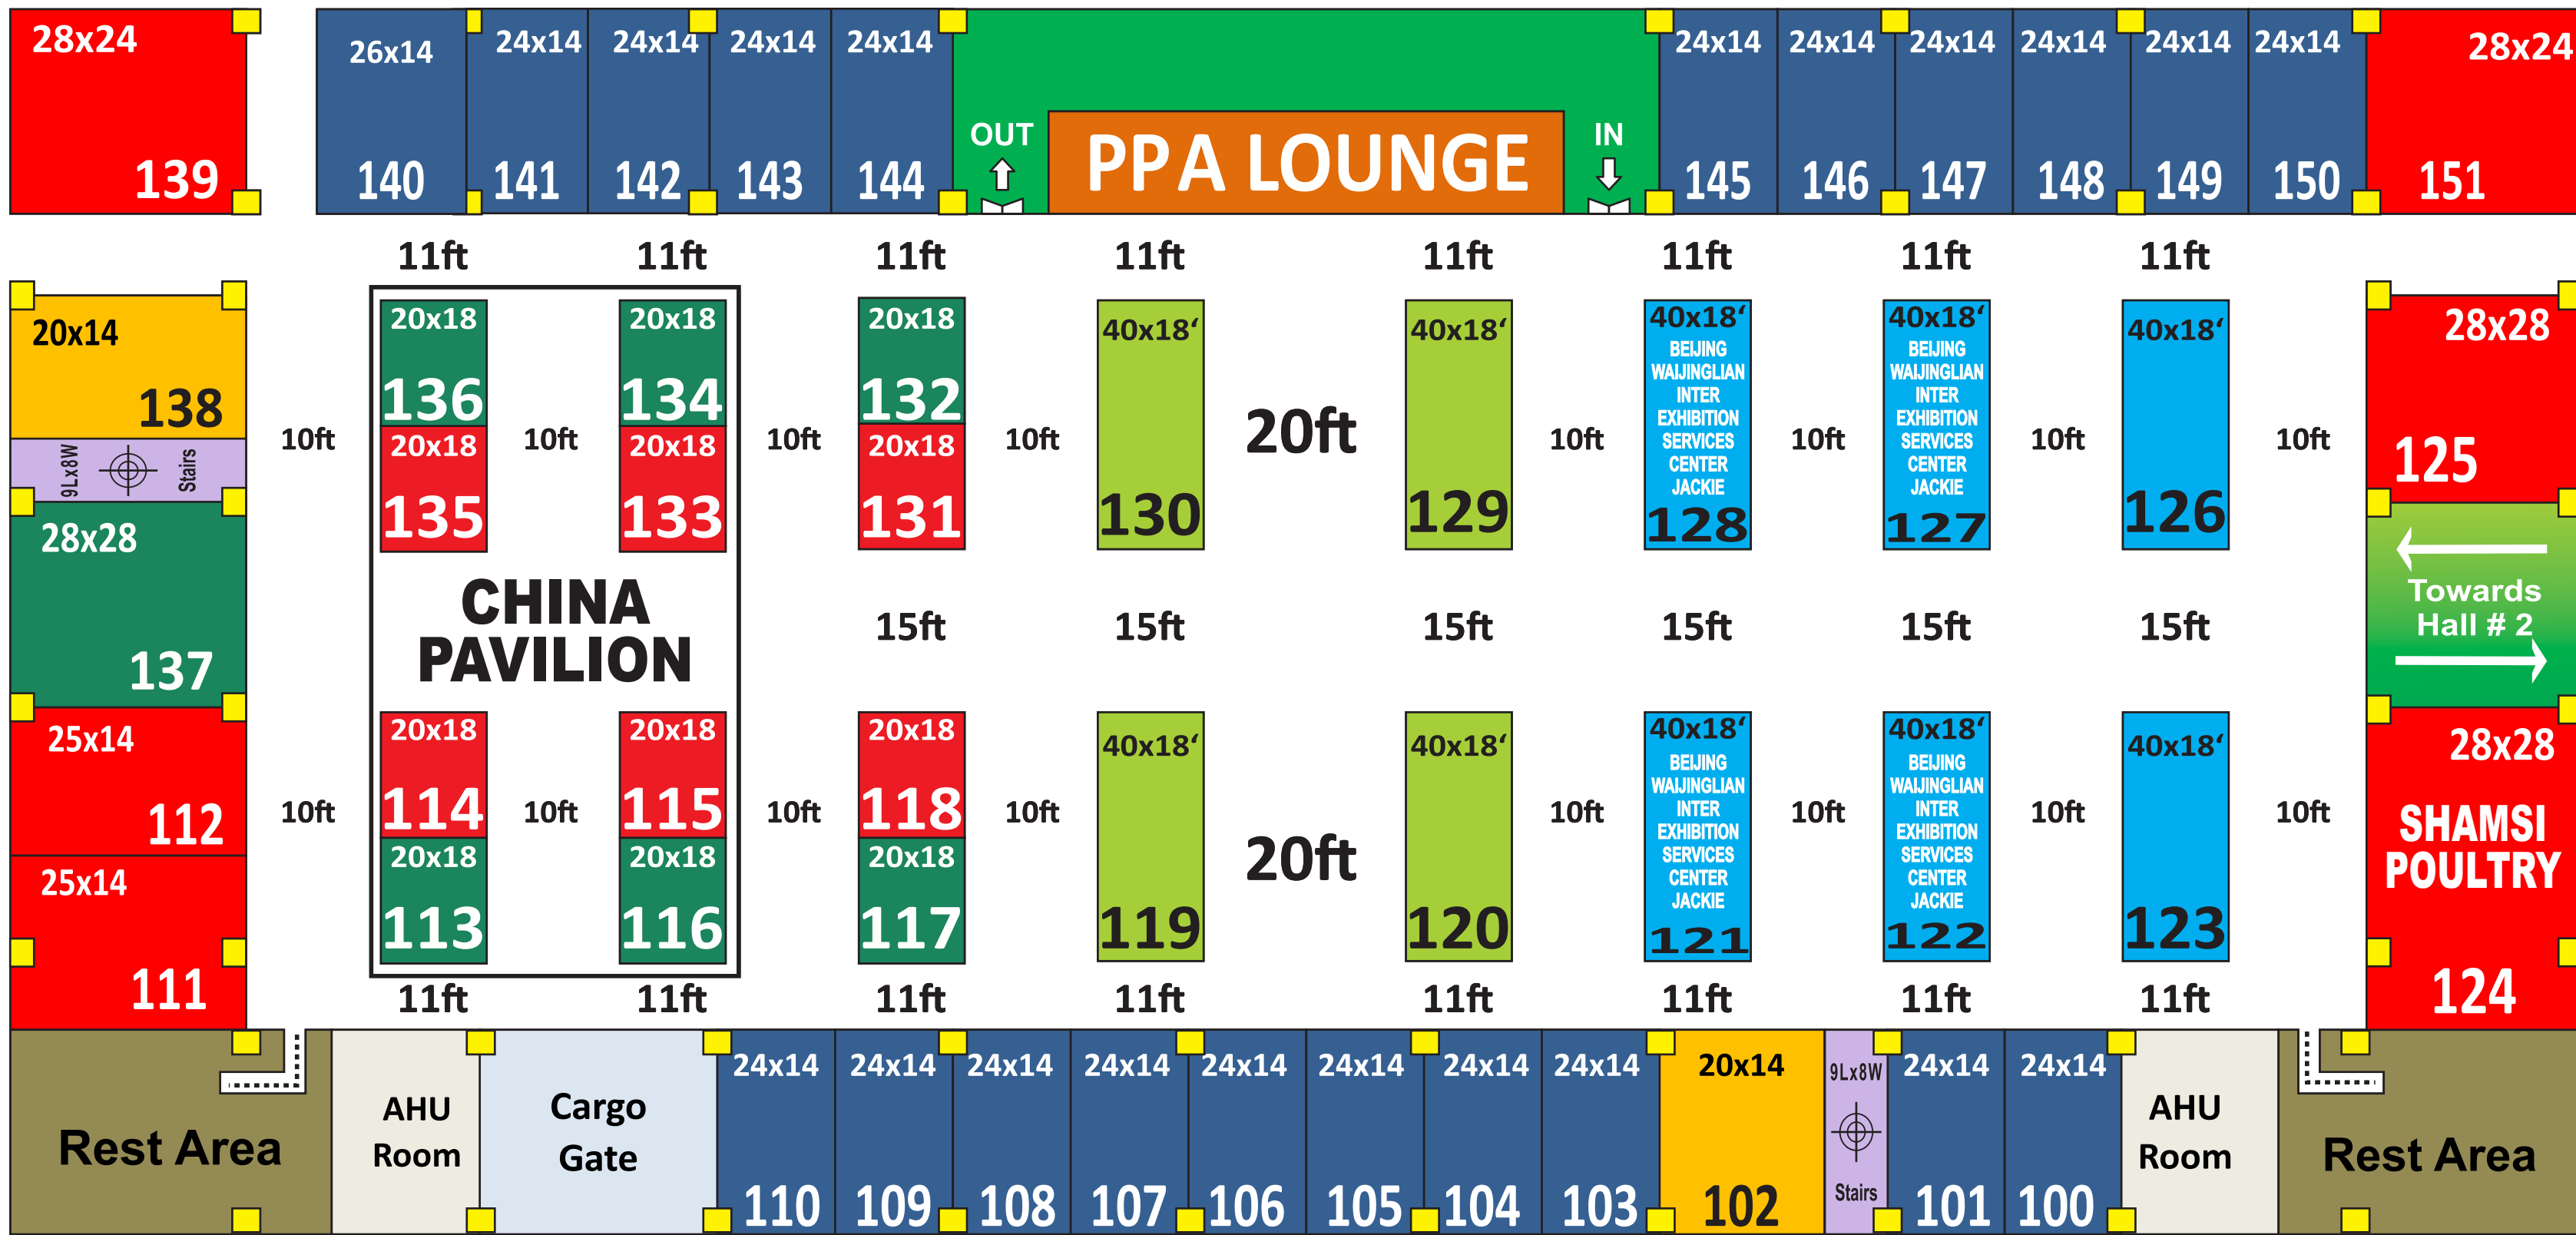 28x24
139
26x14
140
24x14
141
24x14
142
24x14
143
24x14
144
OUT
PPA LOUNGE
IN
24x14
145
24x14
146
24x14
147
24x14
148
24x14
149
24x14
150
28x24
151
11ft
11ft
11ft
11ft
11ft
11ft
11ft
11ft
20x14
138
9Lx8W
Stairs
28x28
137
25x14
112
25x14
111
10ft
10ft
20x18
136
20x18
135
10ft
20x18
134
20x18
133
CHINA
PAVILION
20x18
114
20x18
113
10ft
20x18
115
20x18
116
10ft
20x18
132
20x18
131
15ft
10ft
20x18
118
20x18
117
10ft
40x18‘
130
15ft
10ft
40x18‘
119
20ft
20ft
40x18‘
129
15ft
40x18‘
120
10ft
10ft
40x18‘
BEIJING
WAIJINGLIAN
INTER
EXHIBITION
SERVICES
CENTER
JACKIE
128
15ft
40x18‘
BEIJING
WAIJINGLIAN
INTER
EXHIBITION
SERVICES
CENTER
JACKIE
121
10ft
10ft
40x18‘
BEIJING
WAIJINGLIAN
INTER
EXHIBITION
SERVICES
CENTER
JACKIE
127
15ft
40x18‘
BEIJING
WAIJINGLIAN
INTER
EXHIBITION
SERVICES
CENTER
JACKIE
122
10ft
10ft
40x18‘
126
15ft
40x18‘
123
10ft
10ft
28x28
125
Towards
Hall # 2
28x28
SHAMSI
POULTRY
124
11ft
11ft
11ft
11ft
11ft
11ft
11ft
11ft
Rest Area
AHU
Room
Cargo
Gate
24x14
110
24x14
109
24x14
108
24x14
107
24x14
106
24x14
105
24x14
104
24x14
103
20x14
102
9Lx8W
Stairs
24x14
101
24x14
100
AHU
Room
Rest Area